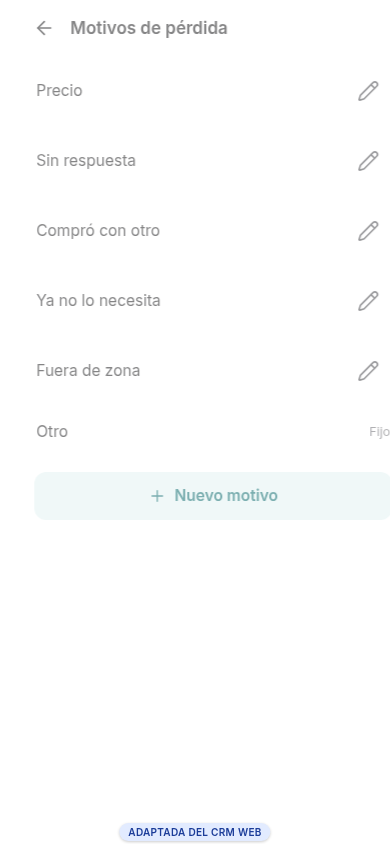 Motivos de pérdida
Precio
Sin respuesta
Compró con otro
Ya no lo necesita
Fuera de zona
Otro Fijo
+ Nuevo motivo
ADAPTADA DEL CRM WEB